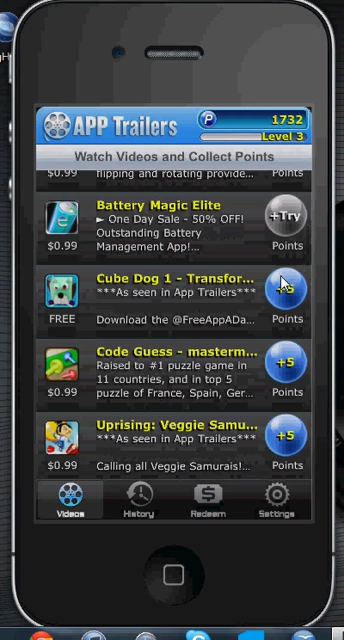 APP Trailers
P 1732
Level 3
Watch Videos and Collect Points
$0.99 flipping and rotating provide... Points
Battery Magic Elite
► One Day Sale - 50% OFF!
Outstanding Battery
Management App!...
$0.99
+Try
Points
Cube Dog 1 - Transfor...
***As seen in App Trailers***
Download the @FreeAppADa...
FREE
+5
Points
Code Guess - masterm...
Raised to #1 puzzle game in
11 countries, and in top 5
puzzle of France, Spain, Ger...
$0.99
+5
Points
Uprising: Veggie Samu...
***As seen in App Trailers***
Calling all Veggie Samurais!...
$0.99
+5
Points
Videos History Redeem Settings